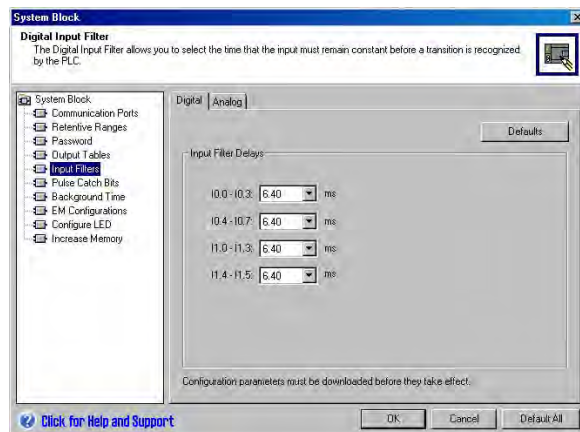 System Block
Digital Input Filter
The Digital Input Filter allows you to select the time that the input must remain constant before a transition is recognized
by the PLC.
System Block
Communication Ports
Retentive Ranges
Password
Output Tables
Input Filters
Pulse Catch Bits
Background Time
EM Configurations
Configure LED
Increase Memory
Digital
Analog
Defaults
Input Filter Delays
I0.0 - I0.3: 6.40 ms
I0.4 - I0.7: 6.40 ms
I1.0 - I1.3: 6.40 ms
I1.4 - I1.5: 6.40 ms
Configuration parameters must be downloaded before they take effect.
Click for Help and Support
OK
Cancel
Default All